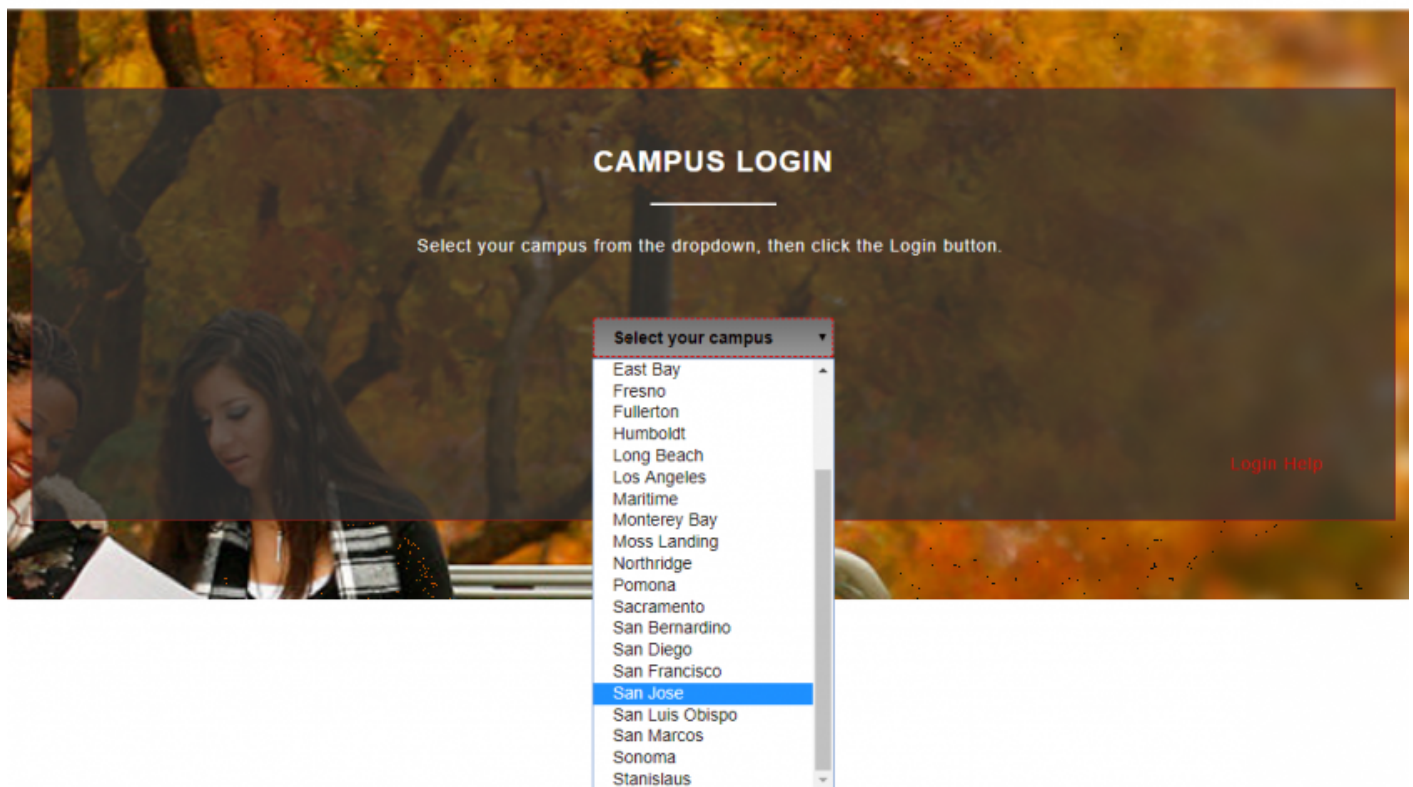 CAMPUS LOGIN
Select your campus from the dropdown, then click the Login button.
Select your campus
East Bay
Fresno
Fullerton
Humboldt
Long Beach
Los Angeles
Maritime
Login Help
Monterey Bay
Moss Landing
Northridge
Pomona
Sacramento
San Bernardino
San Diego
San Francisco
San Jose
San Luis Obispo
San Marcos
Sonoma
Stanislaus